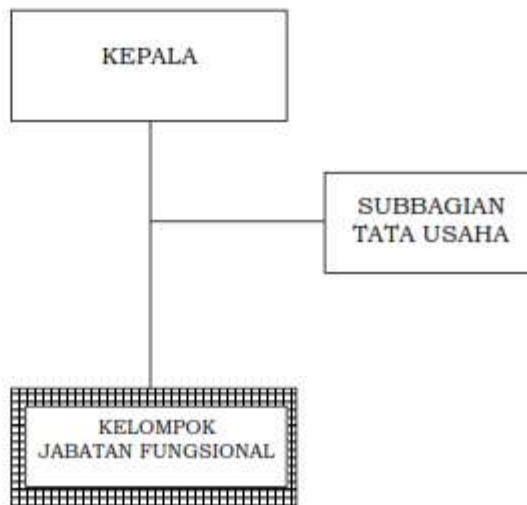 KEPALA
SUBBAGIAN
TATA USAHA
KELOMPOK
JABATAN FUNGSIONAL